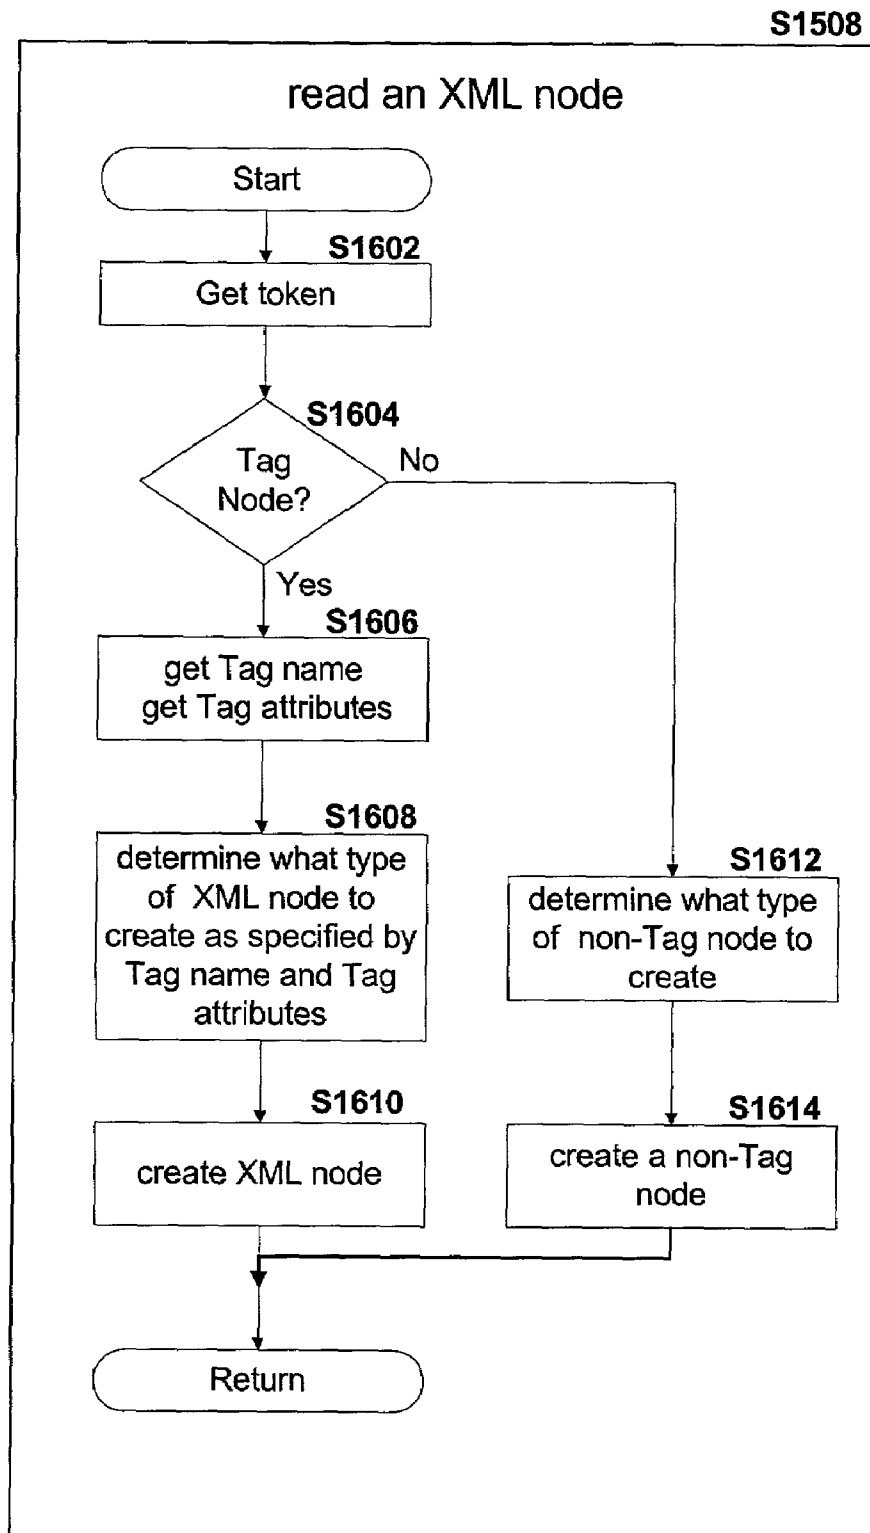 S1508
read an XML node
Start
S1602
Get token
S1604
Tag
Node?
No
Yes
S1606
get Tag name
get Tag attributes
S1608
determine what type
of XML node to
create as specified by
Tag name and Tag
attributes
S1612
determine what type
of non-Tag node to
create
S1610
create XML node
S1614
create a non-Tag
node
Return